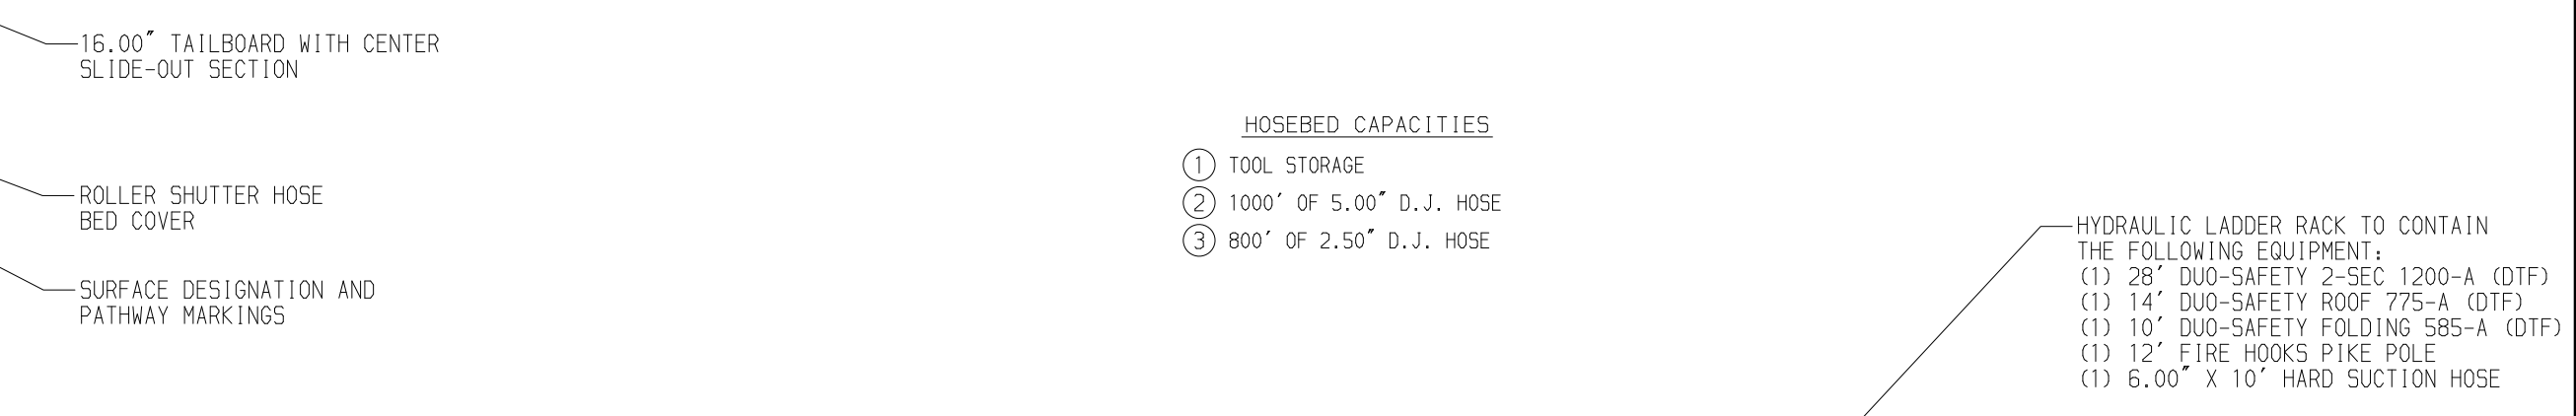 16.00" TAILBOARD WITH CENTER
SLIDE-OUT SECTION
ROLLER SHUTTER HOSE
BED COVER
SURFACE DESIGNATION AND
PATHWAY MARKINGS
HOSEBED CAPACITIES
1 TOOL STORAGE
2 1000' OF 5.00" D.J. HOSE
3 800' OF 2.50" D.J. HOSE
HYDRAULIC LADDER RACK TO CONTAIN
THE FOLLOWING EQUIPMENT:
(1) 28' DUO-SAFETY 2-SEC 1200-A (DTF)
(1) 14' DUO-SAFETY ROOF 775-A (DTF)
(1) 10' DUO-SAFETY FOLDING 585-A (DTF)
(1) 12' FIRE HOOKS PIKE POLE
(1) 6.00" X 10' HARD SUCTION HOSE